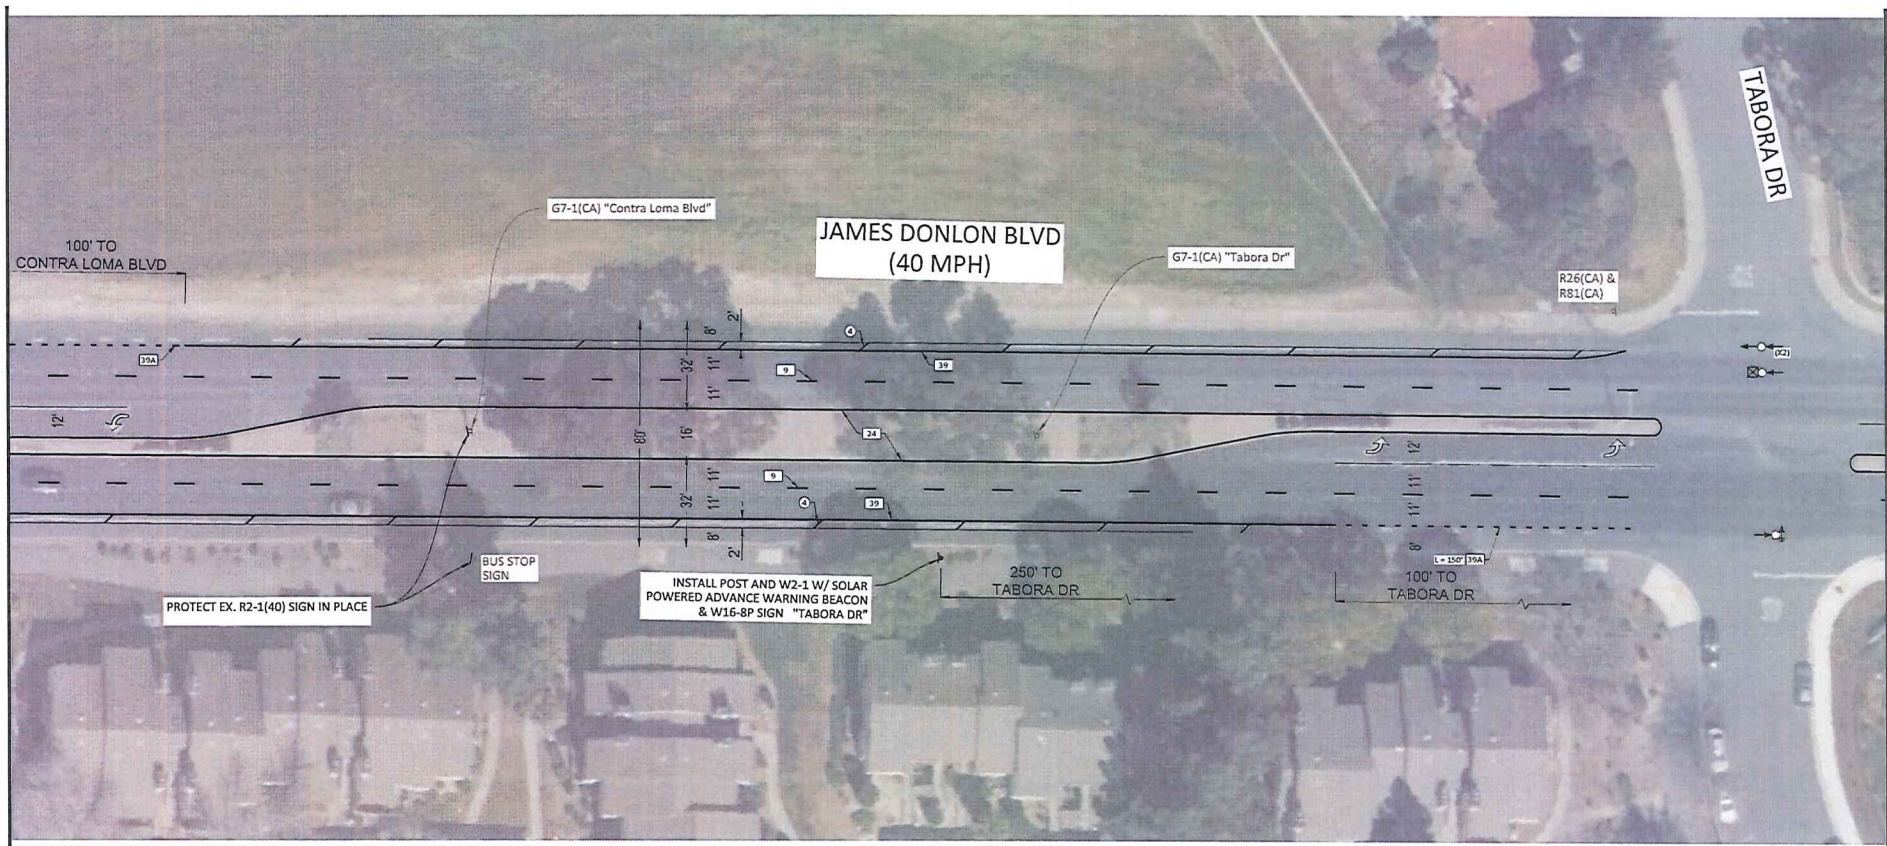 TABORA DR
G7-1(CA) "Contra Loma Blvd"
JAMES DONLON BLVD
(40 MPH)
100' TO
CONTRA LOMA BLVD
G7-1(CA) "Tabora Dr"
R26(CA) &
R81(CA)
2'
8'
4
39A
39
(X2)
32'
11'
9
11'
12'
80'
16'
24
12'
9
11'
11'
32'
11'
11'
4
39
8'
2'
8'
L = 150' 39A
BUS STOP
SIGN
250' TO
TABORA DR
100' TO
TABORA DR
INSTALL POST AND W2-1 W/ SOLAR
POWERED ADVANCE WARNING BEACON
& W16-8P SIGN "TABORA DR"
PROTECT EX. R2-1(40) SIGN IN PLACE